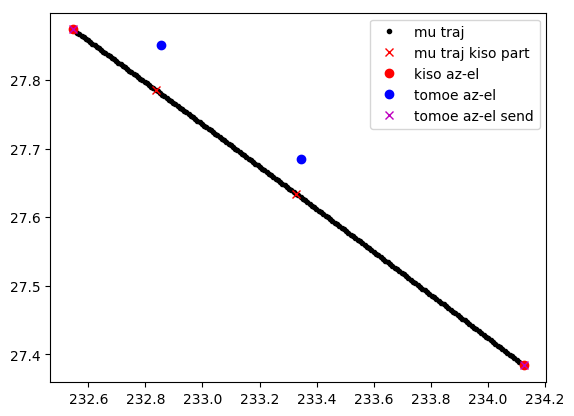 mu traj
mu traj kiso part
kiso az-el
tomoe az-el
tomoe az-el send
27.8
27.7
27.6
27.5
27.4
232.6 232.8 233.0 233.2 233.4 233.6 233.8 234.0 234.2